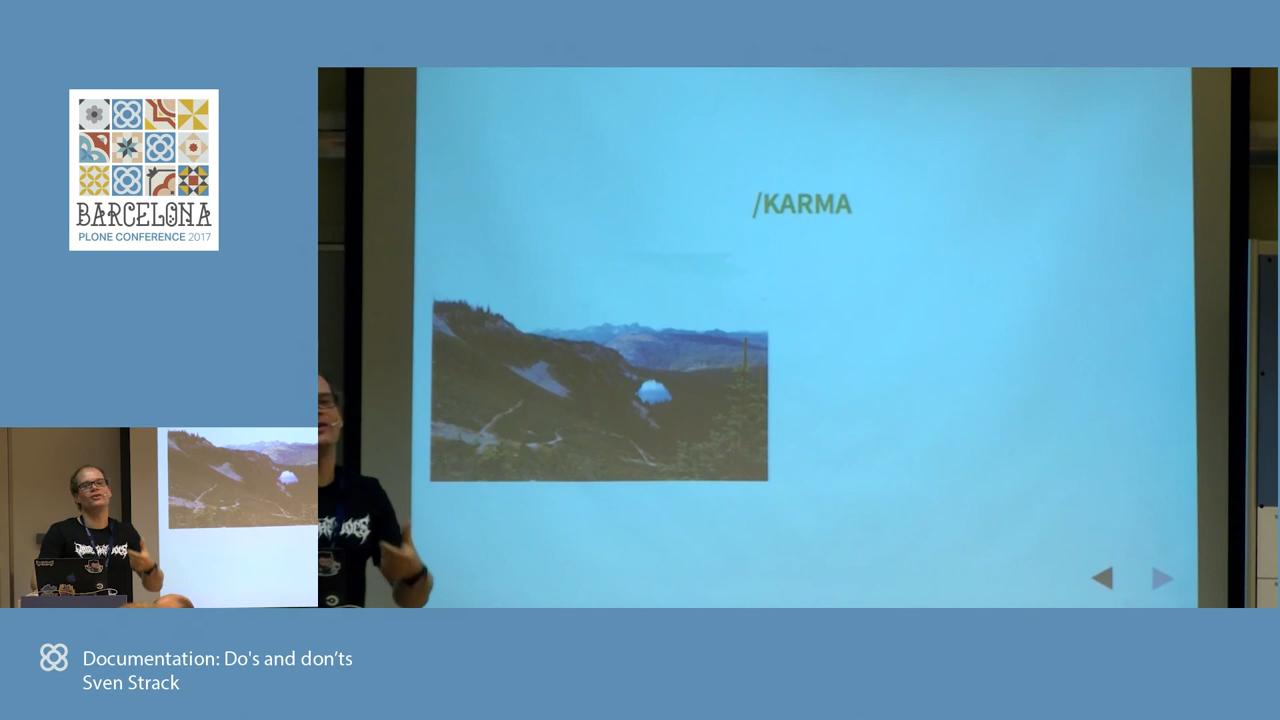 BARCELONA
PLONE CONFERENCE 2017
/KARMA
Documentation: Do's and don’ts
Sven Strack